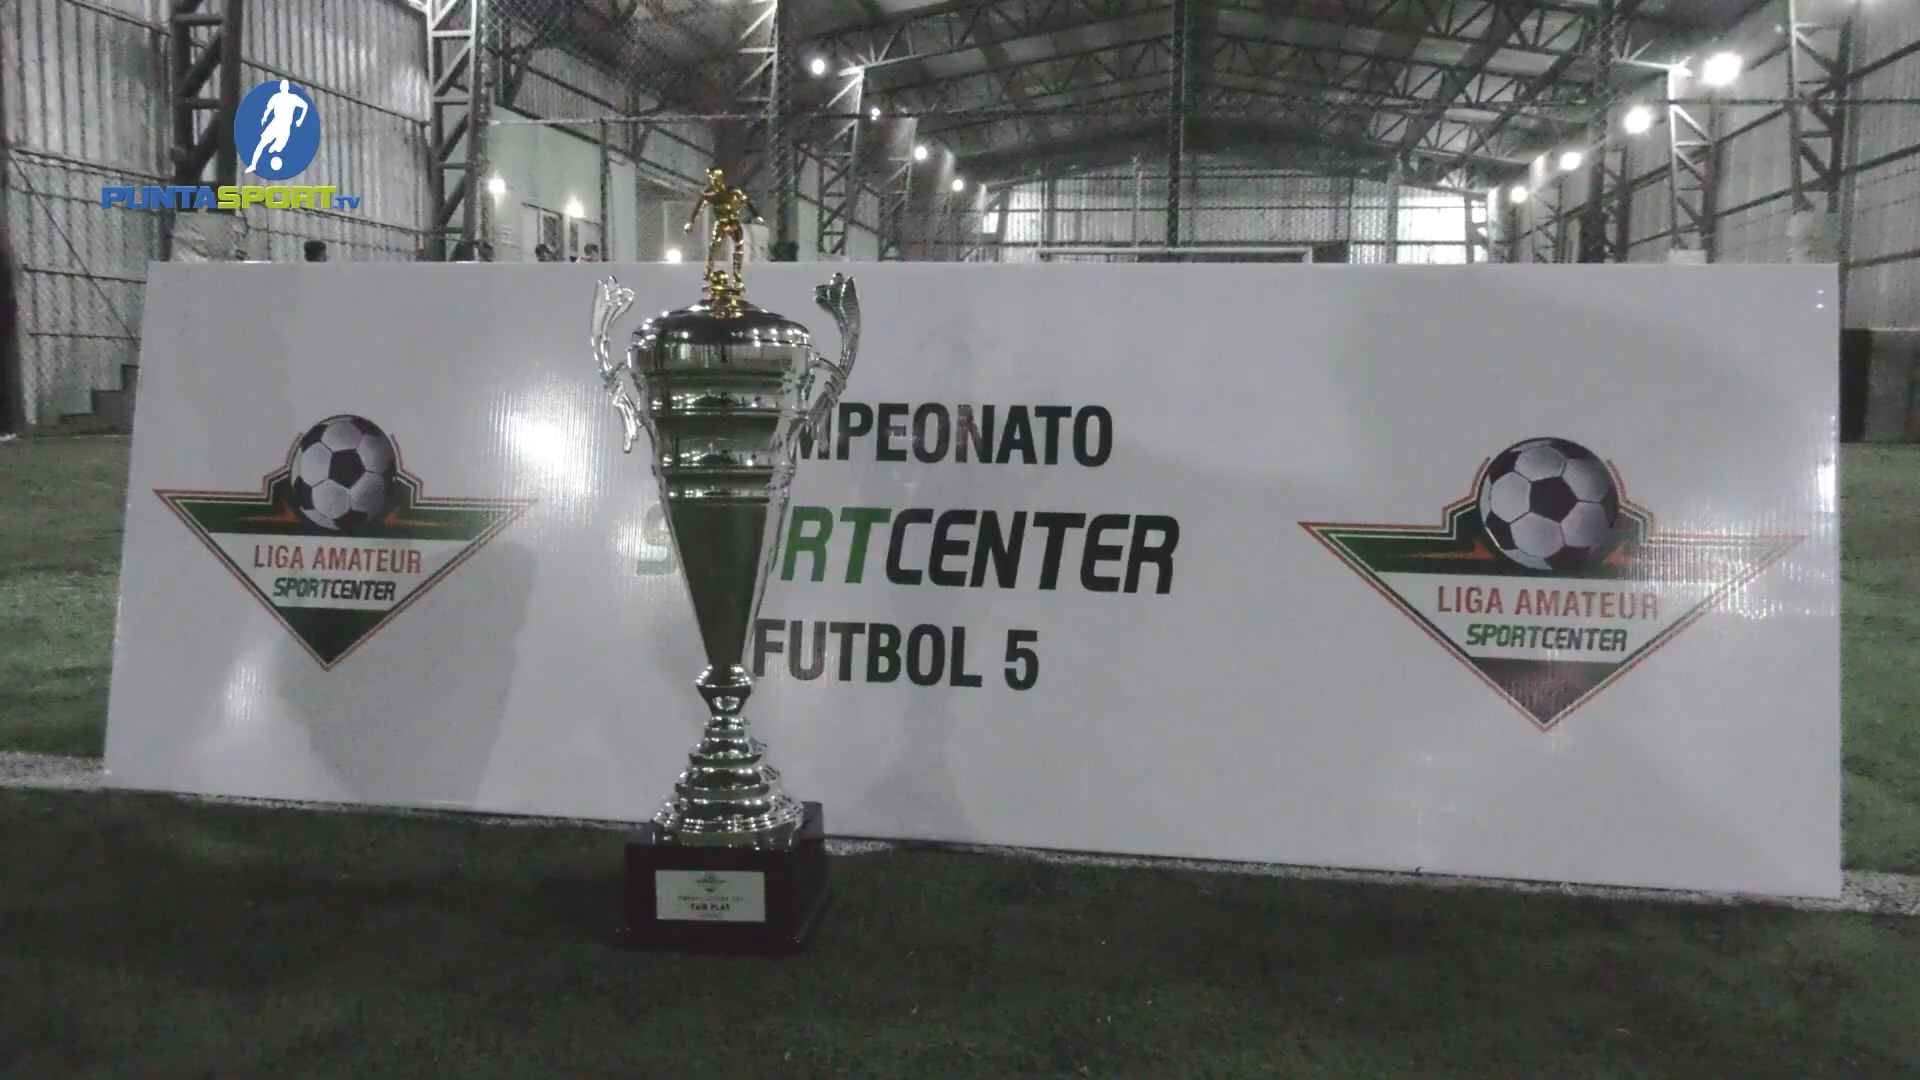 PUNTASPORT.TV
MPEONATO
S RTCENTER
FUTBOL 5
LIGA AMATEUR
SPORTCENTER
LIGA AMATEUR
SPORTCENTER
FAIR PLAY